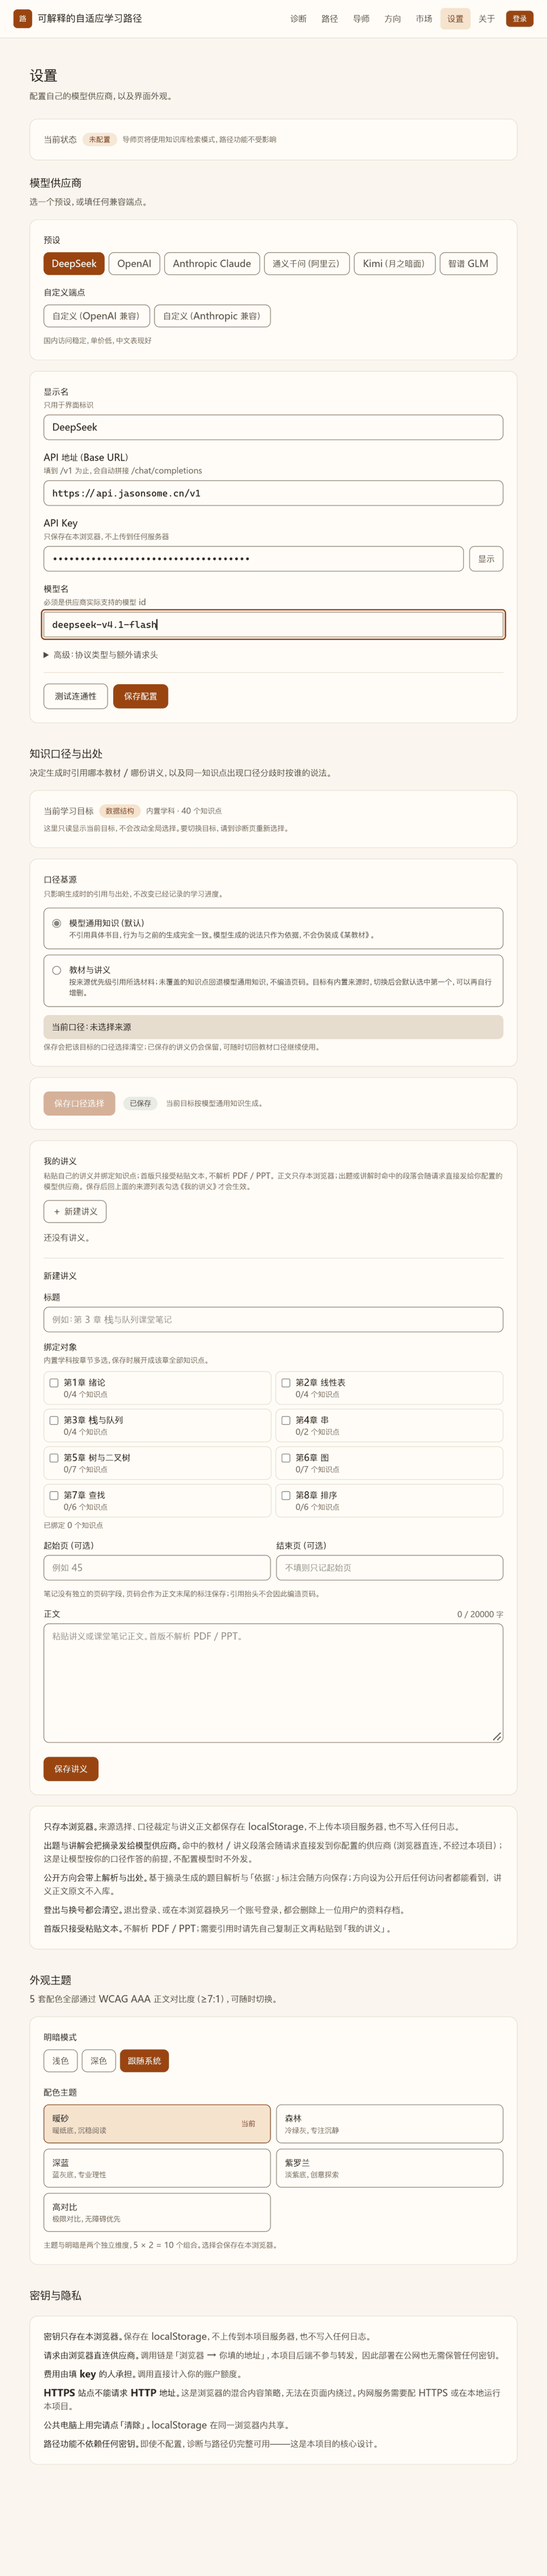 路 可解释的自适应学习路径 诊断 路径 导师 方向 市场 设置 关于 登录
设置
配置自己的模型供应商，以及界面外观。
当前状态 未配置 导师页将使用知识库检索模式，路径功能不受影响
模型供应商
选一个预设，或填任何兼容端点。
预设
DeepSeek OpenAI Anthropic Claude 通义千问（阿里云） Kimi（月之暗面） 智谱 GLM
自定义端点
自定义（OpenAI 兼容） 自定义（Anthropic 兼容）
国内访问稳定，单价低，中文表现好
显示名
只用于界面标识
DeepSeek
API 地址 (Base URL)
填到 /v1 为止，会自动拼接 /chat/completions
https://api.jasonsome.cn/v1
API Key
只保存在本浏览器，不上传到任何服务器
•••••••••••••••••••••••••••••••••••• 显示
模型名
必须是供应商实际支持的模型 id
deepseek-v4.1-flash
▶ 高级：协议类型与额外请求头
测试连通性 保存配置
知识口径与出处
决定生成时引用哪本教材 / 哪份讲义，以及同一知识点出现口径分歧时按谁的说法。
当前学习目标 数据结构 内置学科 · 40 个知识点
这里只读显示当前目标，不会改动全局选择。要切换目标，请到诊断页重新选择。
口径基源
只影响生成时的引用与出处，不改变已经记录的学习进度。
模型通用知识（默认）
不引用具体书目，行为与之前的生成完全一致。模型生成的说法只作为依据，不会伪装成《某教材》。
教材与讲义
按来源优先级引用所选材料；未覆盖的知识点回退模型通用知识，不编造页码。目标有内置来源时，切换后会默认选中第一个，可以再自行
增删。
当前口径：未选择来源
保存会把该目标的口径选择清空；已保存的讲义仍会保留，可随时切回教材口径继续使用。
保存口径选择 已保存 当前目标按模型通用知识生成。
我的讲义
粘贴自己的讲义并绑定知识点；首版只接受粘贴文本，不解析 PDF / PPT。正文只存本浏览器；出题或讲解时命中的段落会随请求直接发给你配置的
模型供应商。保存后回上面的来源列表勾选《我的讲义》才会生效。
＋ 新建讲义
还没有讲义。
新建讲义
标题
例如：第 3 章 栈与队列课堂笔记
绑定对象
内置学科按章节多选，保存时展开成该章全部知识点。
第1章 绪论 第2章 线性表
0/4 个知识点 0/4 个知识点
第3章 栈与队列 第4章 串
0/4 个知识点 0/2 个知识点
第5章 树与二叉树 第6章 图
0/7 个知识点 0/7 个知识点
第7章 查找 第8章 排序
0/6 个知识点 0/6 个知识点
已绑定 0 个知识点
起始页（可选） 结束页（可选）
例如 45 不填则只记起始页
笔记没有独立的页码字段，页码会作为正文末尾的标注保存；引用抬头不会因此编造页码。
正文 0 / 20000 字
粘贴讲义或课堂笔记正文，首版不解析 PDF / PPT。
保存讲义
只存本浏览器。来源选择、口径裁定与讲义正文都保存在 localStorage，不上传本项目服务器，也不写入任何日志。
出题与讲解会把摘录发给模型供应商。命中的教材 / 讲义段落会随请求直接发到你配置的供应商（浏览器直连，不经过本项目）；
这是让模型按你的口径作答的前提，不配置模型时不外发。
公开方向会带上解析与出处。基于摘录生成的题目解析与「依据：」标注会随方向保存；方向设为公开后任何访问者都能看到，讲
义正文原文不入库。
登出与换号都会清空。退出登录、或在本浏览器换另一个账号登录，都会删除上一位用户的资料存档。
首版只接受粘贴文本。不解析 PDF / PPT；需要引用时请先自己复制正文再粘贴到「我的讲义」。
外观主题
5 套配色全部通过 WCAG AAA 正文对比度（≥7:1），可随时切换。
明暗模式
浅色 深色 跟随系统
配色主题
暖砂 当前 森林
暖纸底，沉稳阅读 冷绿灰，专注沉静
深蓝 紫罗兰
蓝灰底，专业理性 淡紫底，创意探索
高对比
极限对比，无障碍优先
主题与明暗是两个独立维度，5 × 2 = 10 个组合。选择会保存在本浏览器。
密钥与隐私
密钥只存在本浏览器。保存在 localStorage，不上传到本项目服务器，也不写入任何日志。
请求由浏览器直连供应商。调用链是「浏览器 → 你填的地址」，本项目后端不参与转发，因此部署在公网也无需保管任何密钥。
费用由填 key 的人承担。调用直接计入你的账户额度。
HTTPS 站点不能请求 HTTP 地址。这是浏览器的混合内容策略，无法在页面内绕过。内网服务需要配 HTTPS 或在本地运行
本项目。
公共电脑上用完请点「清除」。localStorage 在同一浏览器内共享。
路径功能不依赖任何密钥。即使不配置，诊断与路径仍完整可用——这是本项目的核心设计。